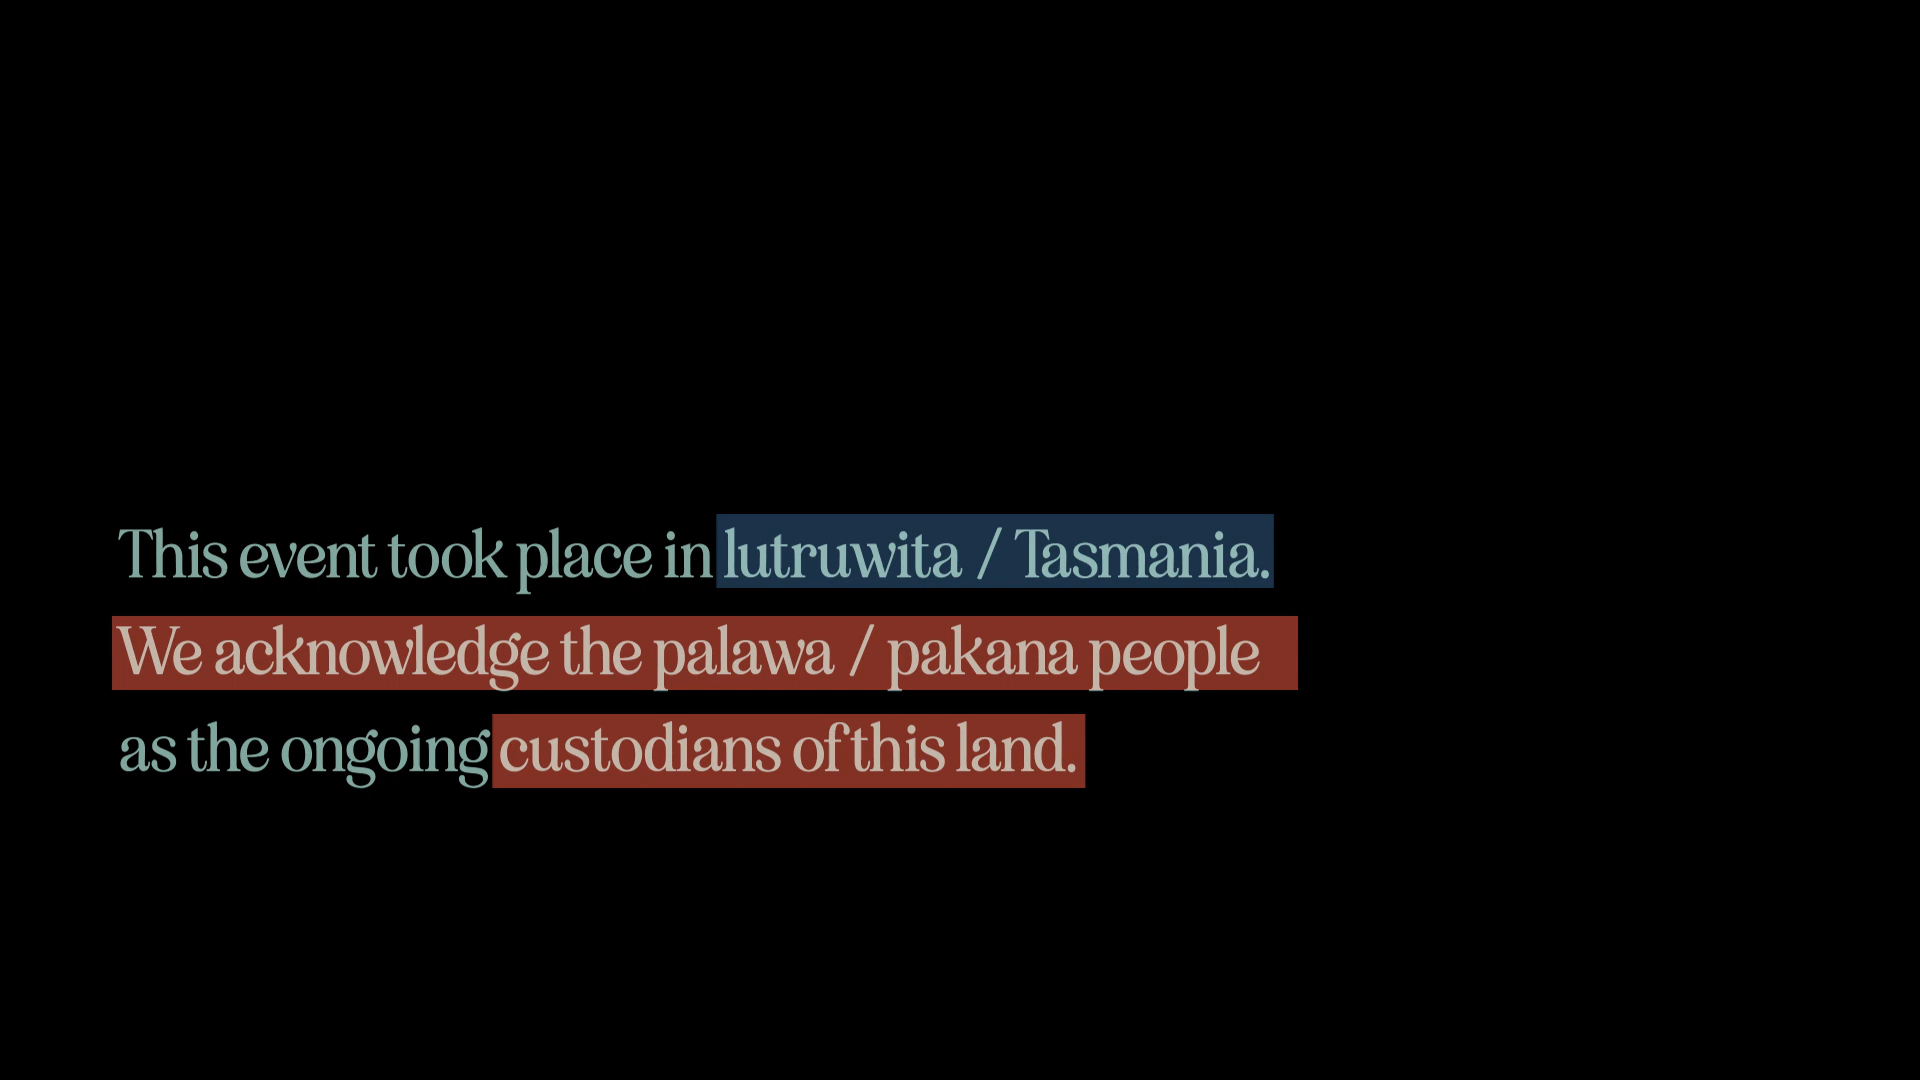 This event took place in lutruwita / Tasmania.
We acknowledge the palawa / pakana people
as the ongoing custodians of this land.